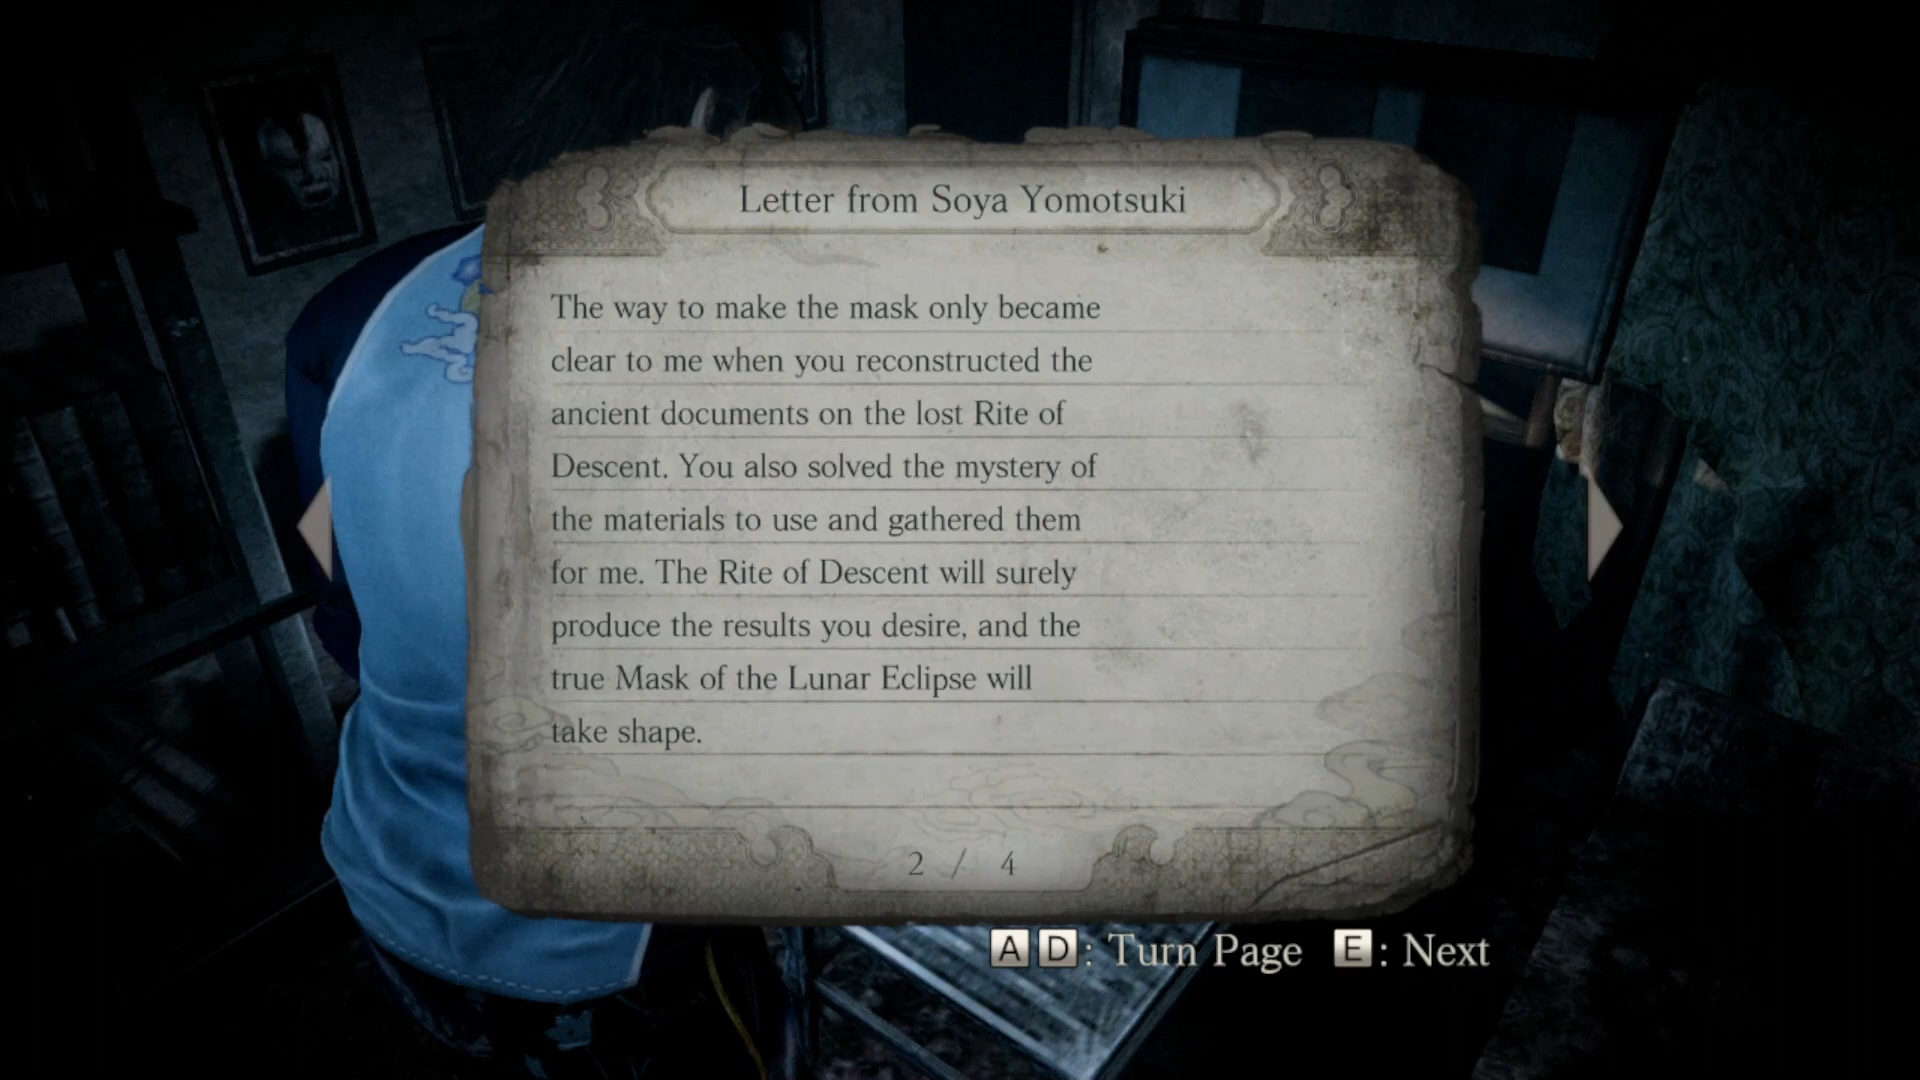 Letter from Soya Yomotsuki
The way to make the mask only became
clear to me when you reconstructed the
ancient documents on the lost Rite of
Descent. You also solved the mystery of
the materials to use and gathered them
for me. The Rite of Descent will surely
produce the results you desire, and the
true Mask of the Lunar Eclipse will
take shape.
2 / 4
A D : Turn Page E : Next